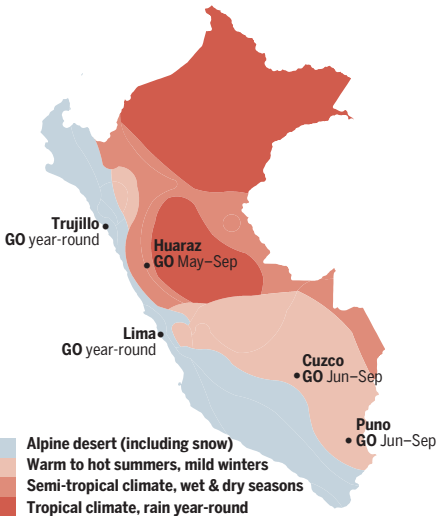 Trujillo
GO year-round
Huaraz
GO May–Sep
Lima
GO year-round
Cuzco
GO Jun–Sep
Puno
GO Jun–Sep
Alpine desert (including snow)
Warm to hot summers, mild winters
Semi-tropical climate, wet & dry seasons
Tropical climate, rain year-round